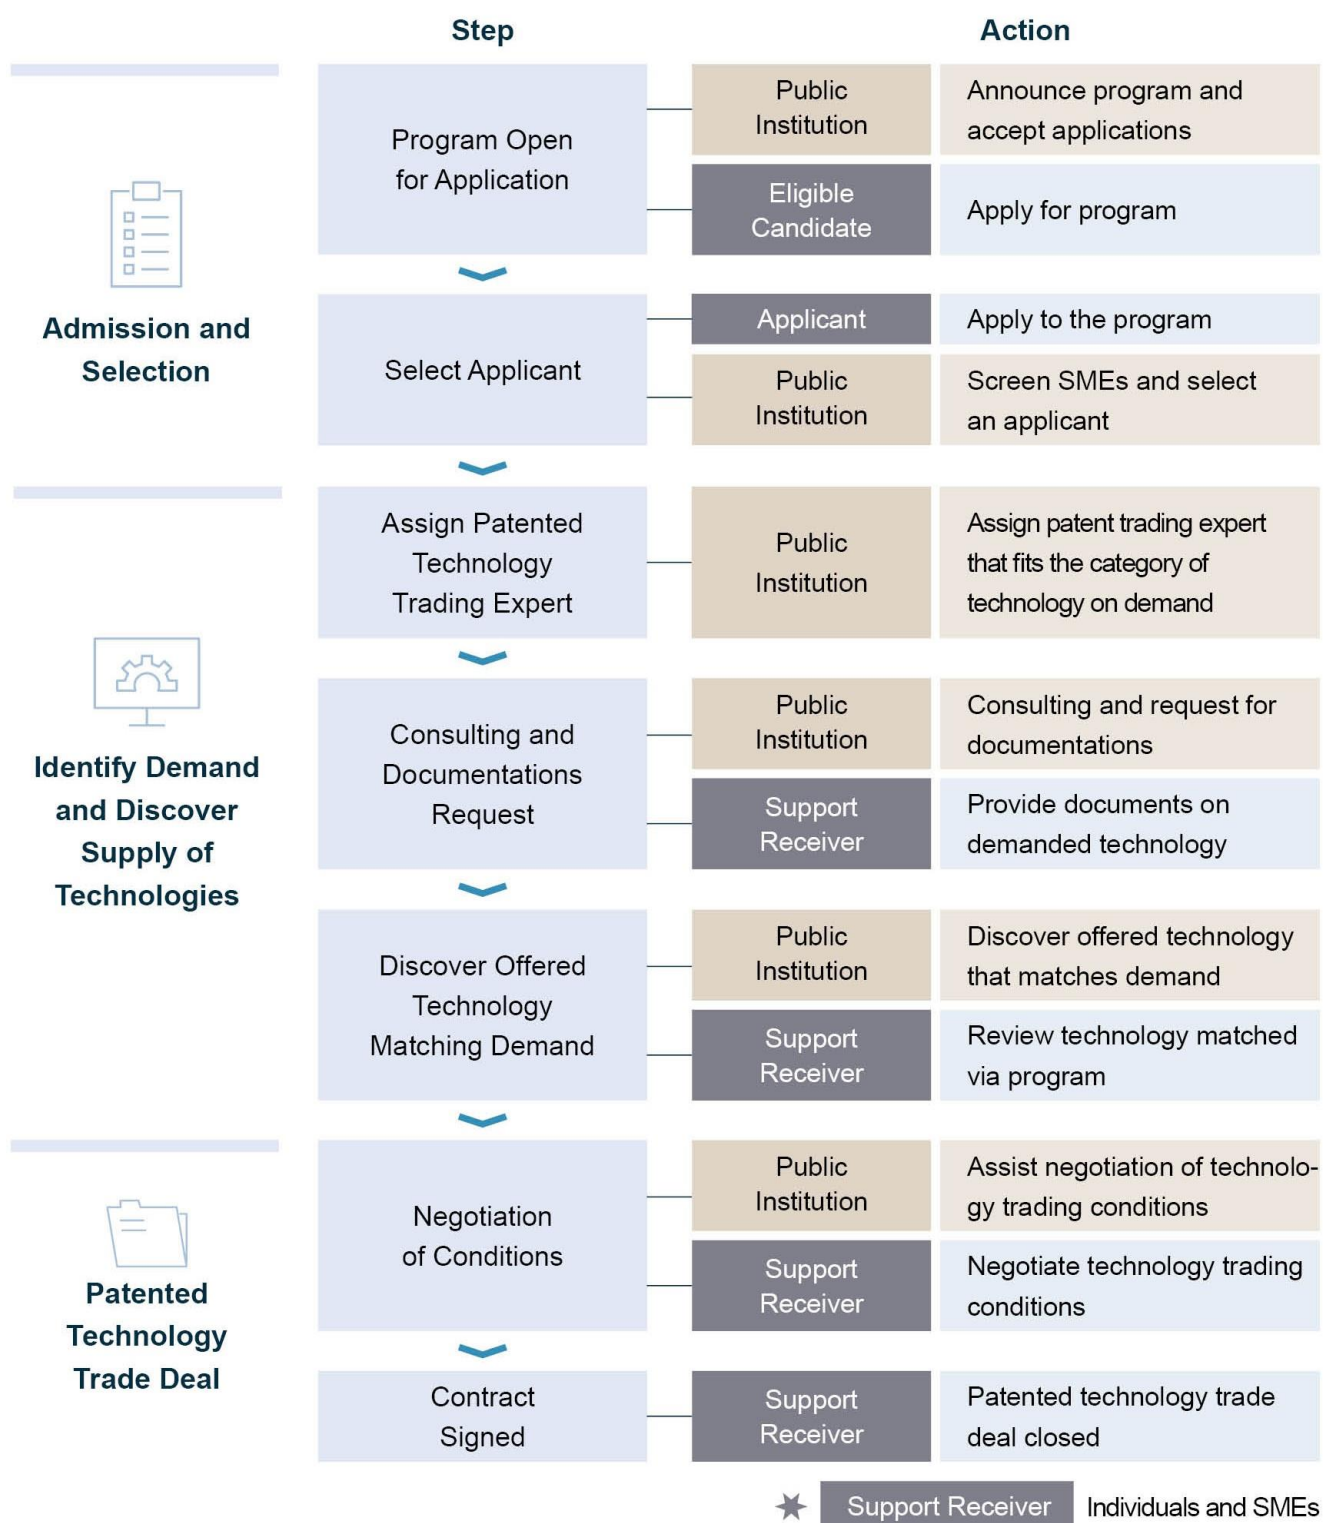 Step
Action
Admission and
Selection
Program Open
for Application
Public
Institution
Announce program and
accept applications
Eligible
Candidate
Apply for program
Select Applicant
Applicant
Apply to the program
Public
Institution
Screen SMEs and select
an applicant
Identify Demand
and Discover
Supply of
Technologies
Assign Patented
Technology
Trading Expert
Public
Institution
Assign patent trading expert
that fits the category of
technology on demand
Consulting and
Documentations
Request
Public
Institution
Consulting and request for
documentations
Support
Receiver
Provide documents on
demanded technology
Discover Offered
Technology
Matching Demand
Public
Institution
Discover offered technology
that matches demand
Support
Receiver
Review technology matched
via program
Patented
Technology
Trade Deal
Negotiation
of Conditions
Public
Institution
Assist negotiation of technolo-
gy trading conditions
Support
Receiver
Negotiate technology trading
conditions
Contract
Signed
Support
Receiver
Patented technology trade
deal closed
Support Receiver Individuals and SMEs